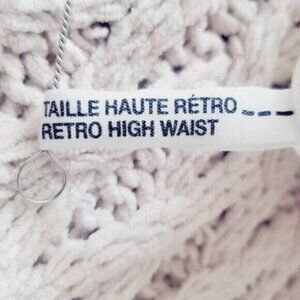 TAILLE HAUTE RÉTRO ---
RETRO HIGH WAIST